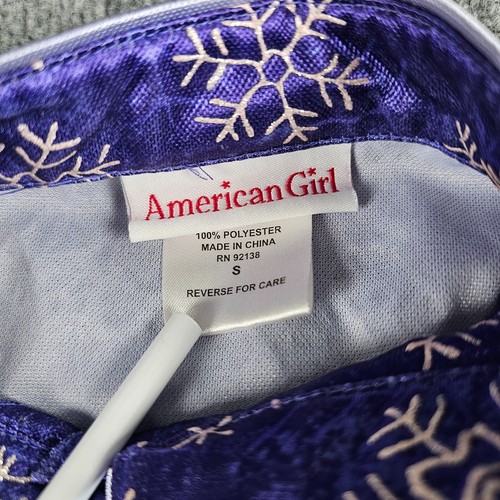 American Girl
100% POLYESTER
MADE IN CHINA
RN 92138
S
REVERSE FOR CARE